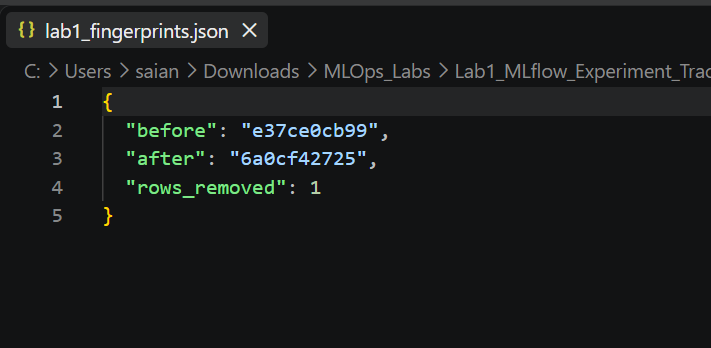 {} lab1_fingerprints.json ×
C: > Users > saian > Downloads > MLOps_Labs > Lab1_MLflow_Experiment_Trac
1 {
2 "before": "e37ce0cb99",
3 "after": "6a0cf42725",
4 "rows_removed": 1
5 }